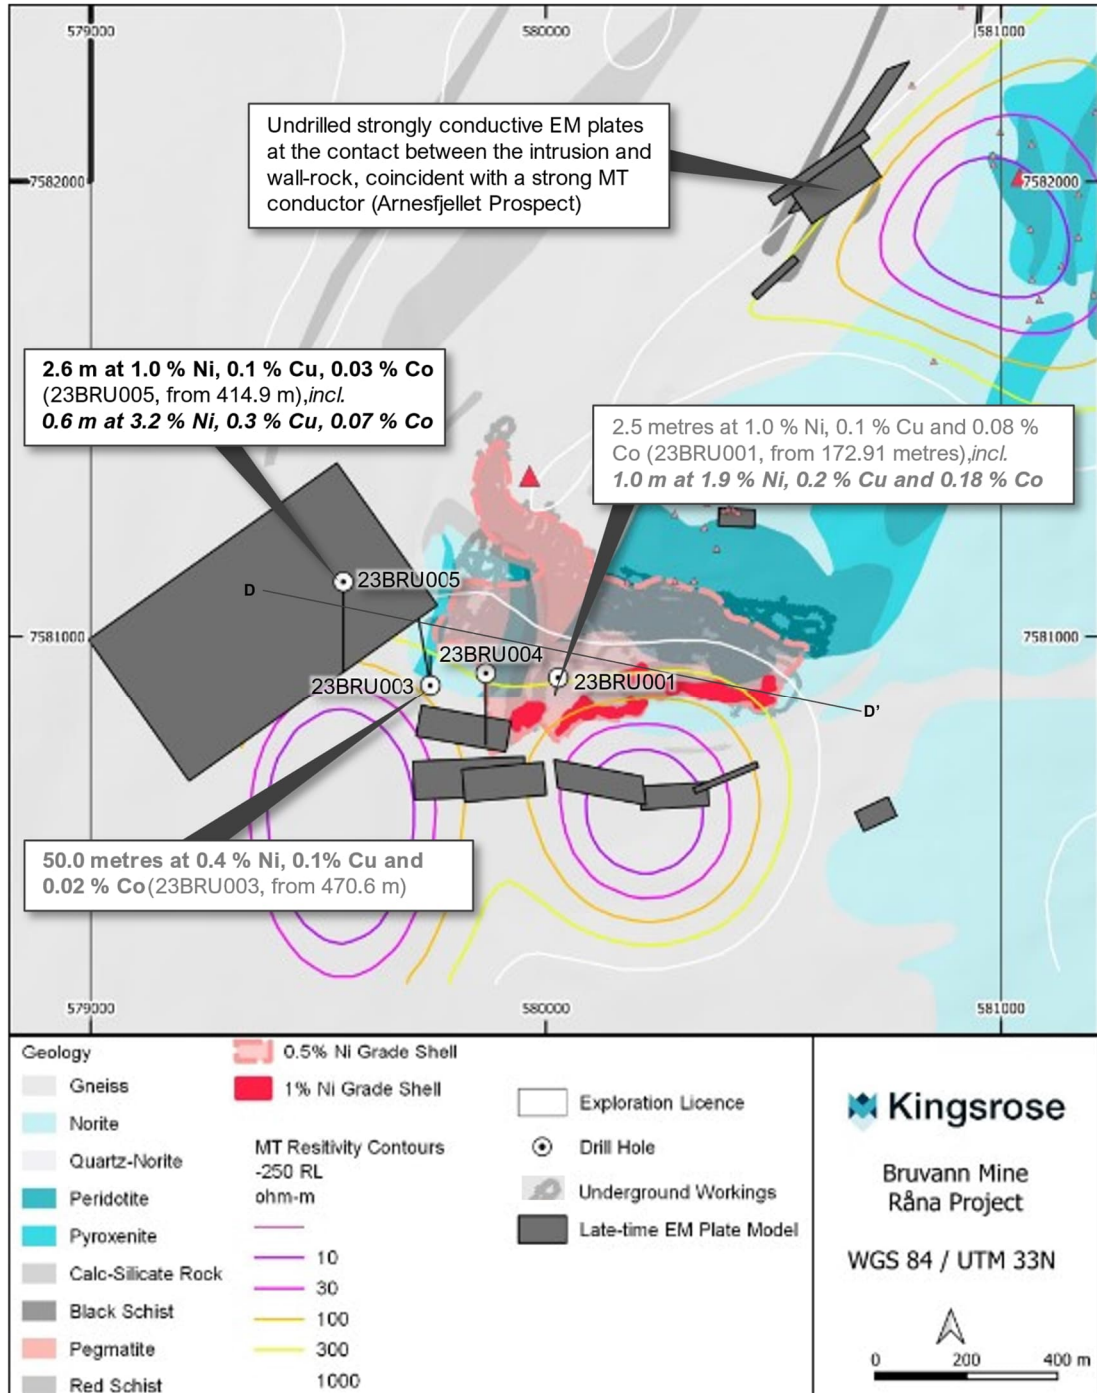 579000
580000
581000
Undrilled strongly conductive EM plates
at the contact between the intrusion and
wall-rock, coincident with a strong MT
conductor (Arnesfjellet Prospect)
7582000
7582000
2.6 m at 1.0 % Ni, 0.1 % Cu, 0.03 % Co
(23BRU005, from 414.9 m),incl.
0.6 m at 3.2 % Ni, 0.3 % Cu, 0.07 % Co
2.5 metres at 1.0 % Ni, 0.1 % Cu and 0.08 %
Co (23BRU001, from 172.91 metres),incl.
1.0 m at 1.9 % Ni, 0.2 % Cu and 0.18 % Co
D
23BRU005
7581000
7581000
23BRU004
23BRU003
23BRU001
D'
50.0 metres at 0.4 % Ni, 0.1% Cu and
0.02 % Co(23BRU003, from 470.6 m)
579000
580000
581000
Geology
Gneiss
Norite
Quartz-Norite
Peridotite
Pyroxenite
Calc-Silicate Rock
Black Schist
Pegmatite
Red Schist
0.5% Ni Grade Shell
1% Ni Grade Shell
MT Resitivity Contours
-250 RL
ohm-m
10
30
100
300
1000
Exploration Licence
Drill Hole
Underground Workings
Late-time EM Plate Model
Kingsrose
Bruvann Mine
Råna Project
WGS 84 / UTM 33N
0 200 400 m